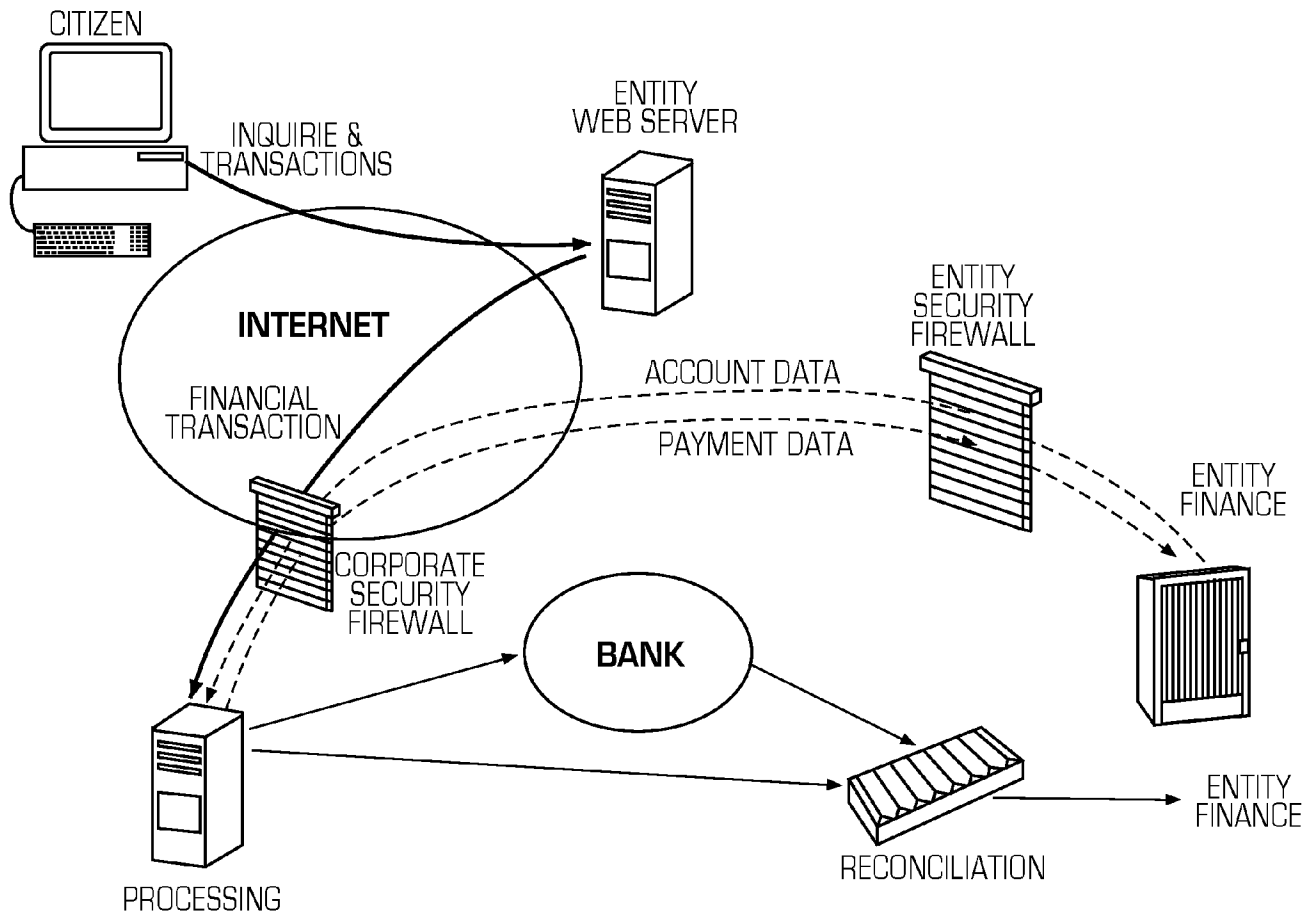 CITIZEN
ENTITY
WEB SERVER
INQUIRIE &
TRANSACTIONS
ENTITY
SECURITY
FIREWALL
INTERNET
ACCOUNT DATA
FINANCIAL
TRANSACTION
PAYMENT DATA
ENTITY
FINANCE
CORPORATE
SECURITY
FIREWALL
BANK
ENTITY
FINANCE
RECONCILIATION
PROCESSING